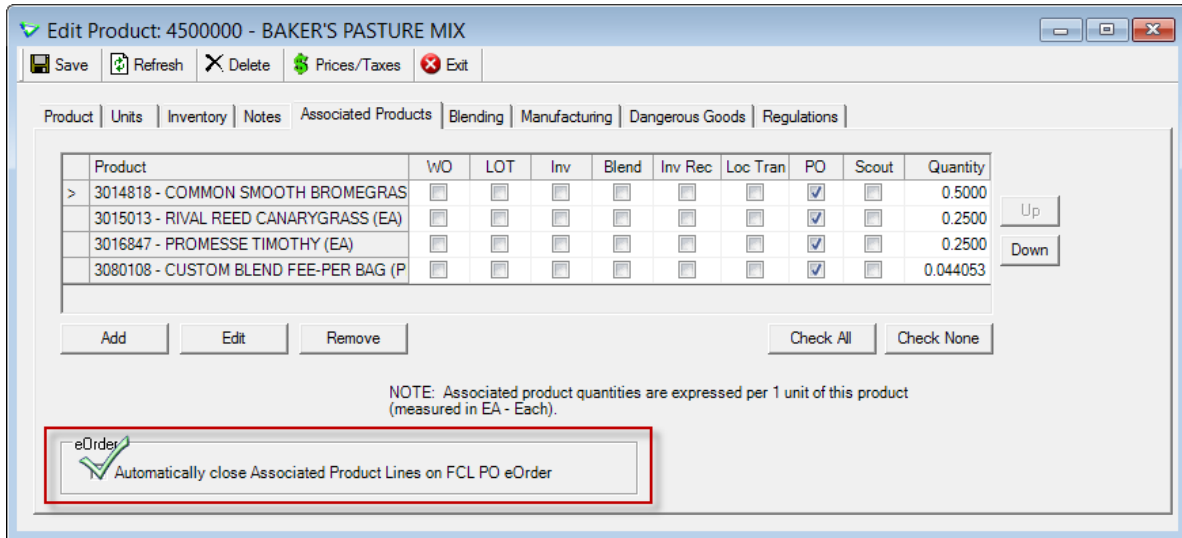 Edit Product: 4500000 - BAKER'S PASTURE MIX
Save Refresh Delete Prices/Taxes Exit
Product Units Inventory Notes Associated Products Blending Manufacturing Dangerous Goods Regulations
Product WO LOT Inv Blend Inv Rec Loc Tran PO Scout Quantity
> 3014818 - COMMON SMOOTH BROMEGRAS 0.5000
3015013 - RIVAL REED CANARYGRASS (EA) 0.2500
3016847 - PROMESSE TIMOTHY (EA) 0.2500
3080108 - CUSTOM BLEND FEE-PER BAG (P 0.044053
Up
Down
Add Edit Remove Check All Check None
NOTE: Associated product quantities are expressed per 1 unit of this product
(measured in EA - Each).
eOrder
Automatically close Associated Product Lines on FCL PO eOrder